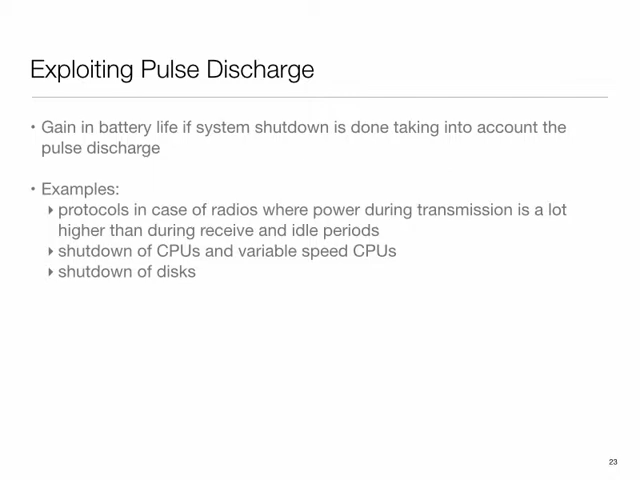 Exploiting Pulse Discharge
• Gain in battery life if system shutdown is done taking into account the
pulse discharge
• Examples:
‣ protocols in case of radios where power during transmission is a lot
higher than during receive and idle periods
‣ shutdown of CPUs and variable speed CPUs
‣ shutdown of disks
23